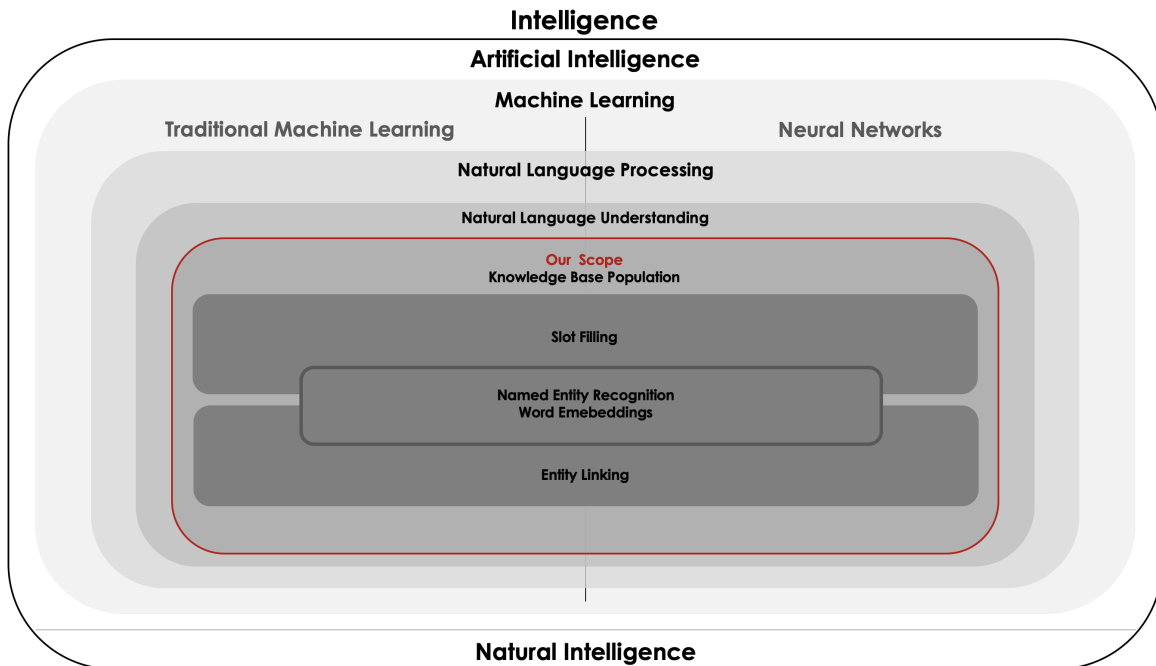 Intelligence
Artificial Intelligence
Machine Learning
Traditional Machine Learning
Neural Networks
Natural Language Processing
Natural Language Understanding
Our Scope
Knowledge Base Population
Slot Filling
Named Entity Recognition
Word Emebeddings
Entity Linking
Natural Intelligence